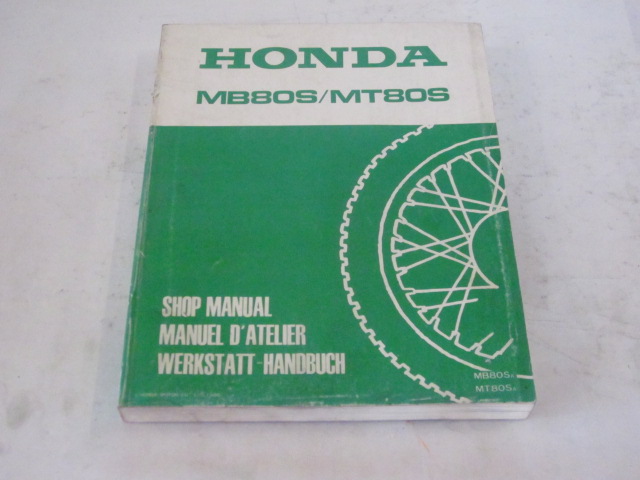 HONDA
MB80S/MT80S
SHOP MANUAL
MANUEL D'ATELIER
WERKSTATT-HANDBUCH
MB80S
MT80S